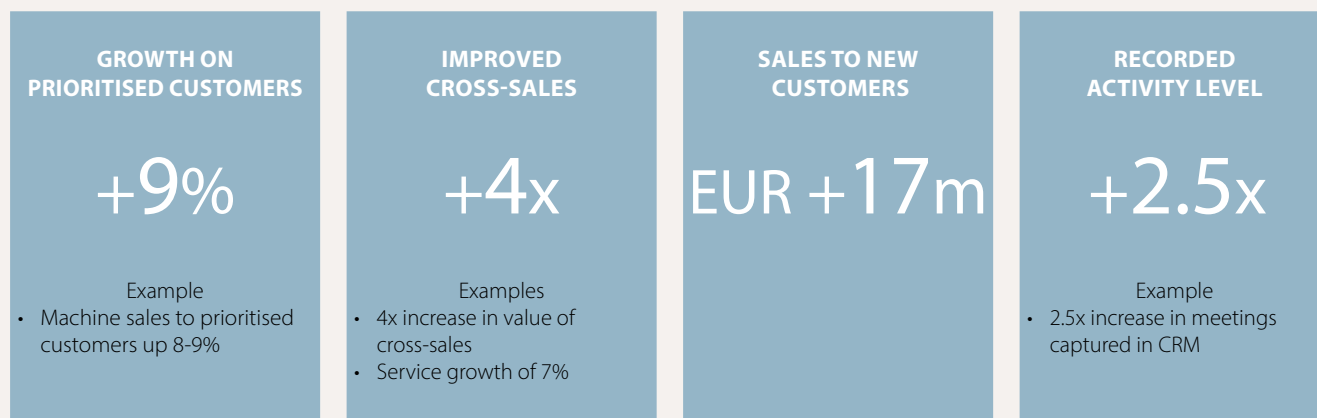 GROWTH ON
PRIORITISED CUSTOMERS
+9%
Example
• Machine sales to prioritised
customers up 8-9%
IMPROVED
CROSS-SALES
+4x
Examples
• 4x increase in value of
cross-sales
• Service growth of 7%
SALES TO NEW
CUSTOMERS
EUR +17m
RECORDED
ACTIVITY LEVEL
+2.5x
Example
• 2.5x increase in meetings
captured in CRM